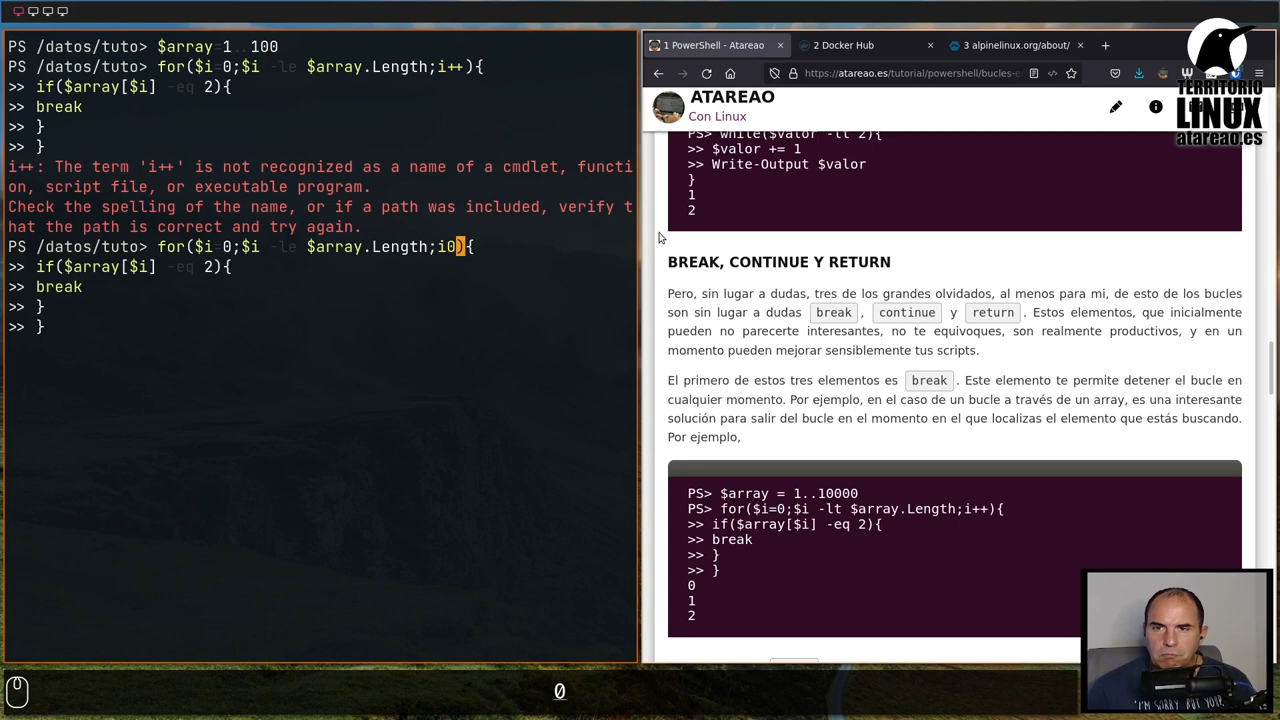 PS /datos/tuto> $array=1..100
PS /datos/tuto> for($i=0;$i -le $array.Length;i++){
>> if($array[$i] -eq 2){
>> break
>> }
>> }
i++: The term 'i++' is not recognized as a name of a cmdlet, functi
on, script file, or executable program.
Check the spelling of the name, or if a path was included, verify t
hat the path is correct and try again.
PS /datos/tuto> for($i=0;$i -le $array.Length;i0){
>> if($array[$i] -eq 2){
>> break
>> }
>> }
1 PowerShell - Atareao
2 Docker Hub
3 alpinelinux.org/about/
https://atareao.es/tutorial/powershell/bucles-e
ATAREAO
Con Linux
TERRITORIO
LINUX
atareao.es
PS> while($valor -lt 2){
>> $valor += 1
>> Write-Output $valor
}
1
2
BREAK, CONTINUE Y RETURN
Pero, sin lugar a dudas, tres de los grandes olvidados, al menos para mi, de esto de los bucles
son sin lugar a dudas break, continue y return. Estos elementos, que inicialmente
pueden no parecerte interesantes, no te equivoques, son realmente productivos, y en un
momento pueden mejorar sensiblemente tus scripts.
El primero de estos tres elementos es break. Este elemento te permite detener el bucle en
cualquier momento. Por ejemplo, en el caso de un bucle a través de un array, es una interesante
solución para salir del bucle en el momento en el que localizas el elemento que estás buscando.
Por ejemplo,
PS> $array = 1..10000
PS> for($i=0;$i -lt $array.Length;i++){
>> if($array[$i] -eq 2){
>> break
>> }
>> }
0
1
2
I'M SORRY, BUT YOUR
0